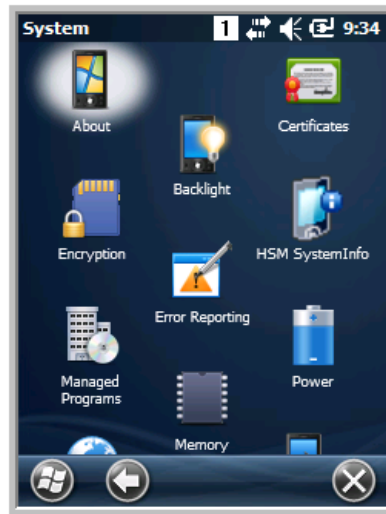 System 1 9:34
About
Certificates
Backlight
Encryption
HSM SystemInfo
Error Reporting
Managed
Programs
Power
Memory